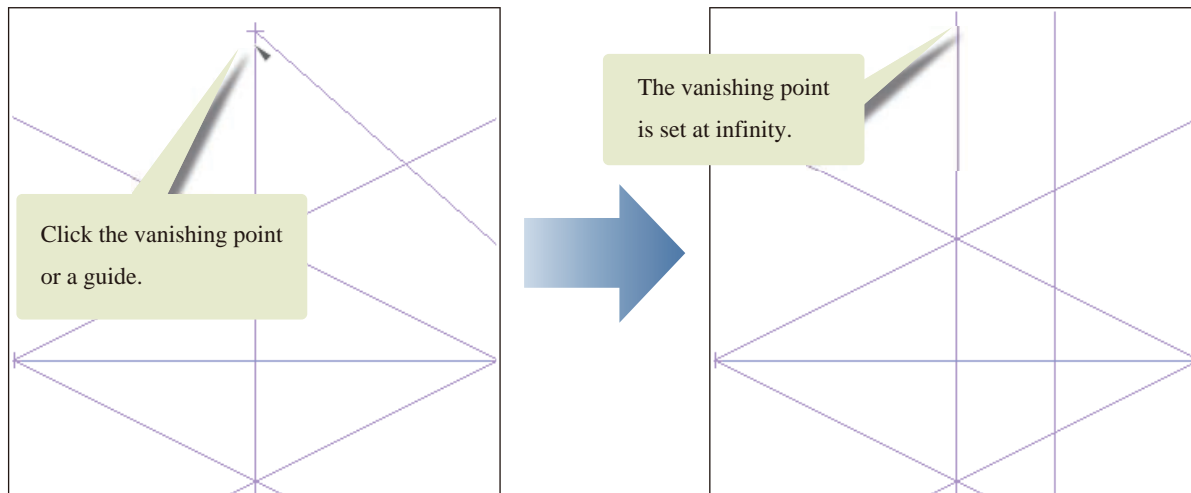 Click the vanishing point
or a guide.
The vanishing point
is set at infinity.